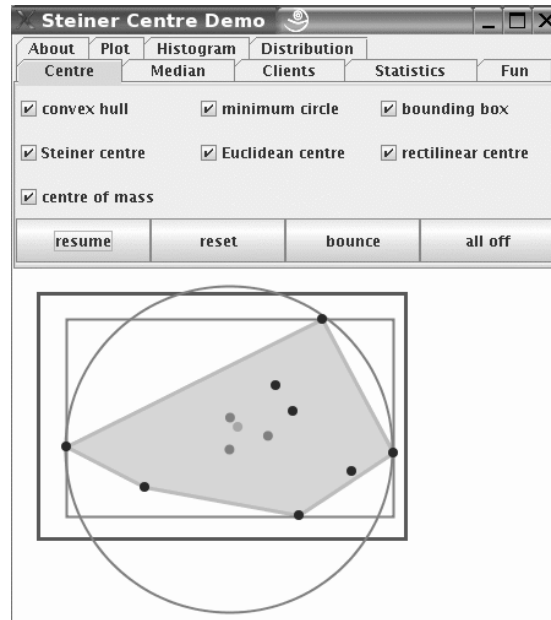 Steiner Centre Demo
About Plot Histogram Distribution
Centre Median Clients Statistics Fun
convex hull minimum circle bounding box
Steiner centre Euclidean centre rectilinear centre
centre of mass
resume reset bounce all off